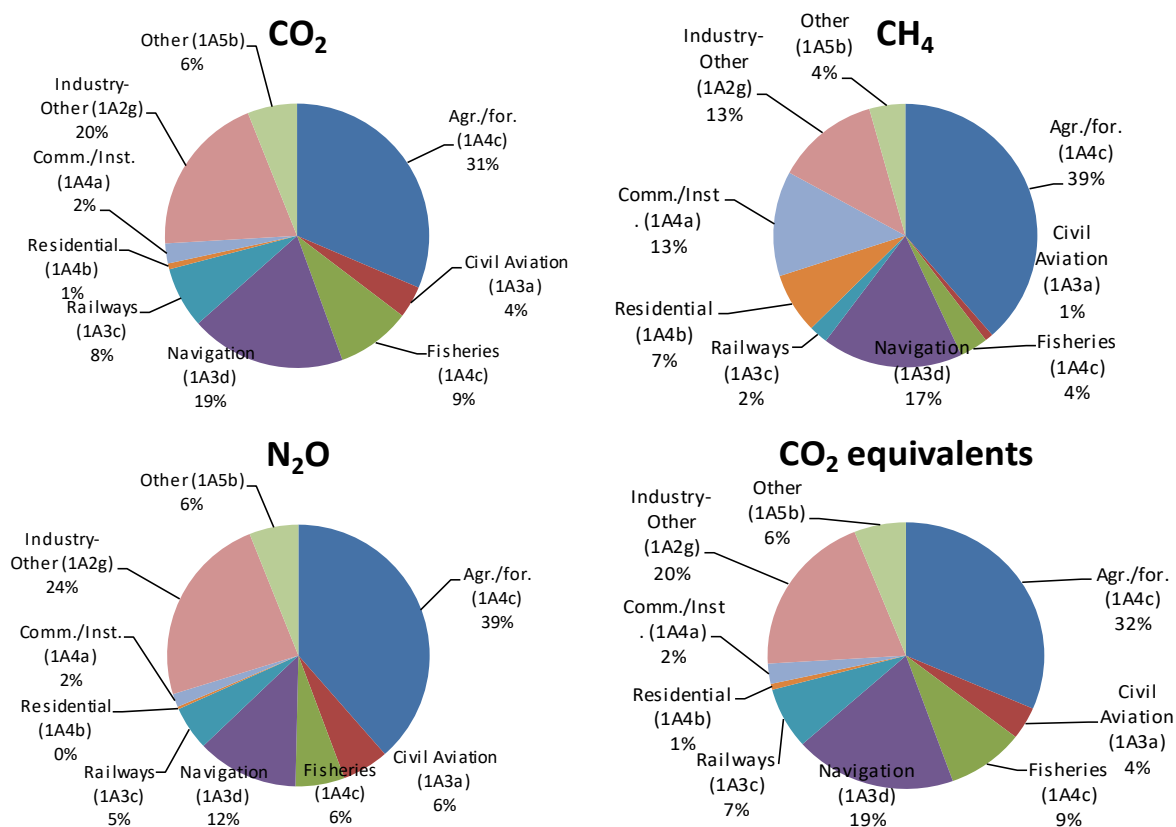 CO₂
Other (1A5b)
6%
Industry-
Other (1A2g)
20%
Comm./Inst.
(1A4a)
2%
Residential
(1A4b)
1%
Railways
(1A3c)
8%
Navigation
(1A3d)
19%
Fisheries
(1A4c)
9%
Civil Aviation
(1A3a)
4%
Agr./for.
(1A4c)
31%
CH₄
Other
(1A5b)
4%
Industry-
Other
(1A2g)
13%
Comm./Inst
. (1A4a)
13%
Residential
(1A4b)
7%
Railways
(1A3c)
2%
Navigation
(1A3d)
17%
Fisheries
(1A4c)
4%
Civil
Aviation
(1A3a)
1%
Agr./for.
(1A4c)
39%
N₂O
Other (1A5b)
6%
Industry-
Other (1A2g)
24%
Comm./Inst.
(1A4a)
2%
Residential
(1A4b)
0%
Railways
(1A3c)
5%
Navigation
(1A3d)
12%
Fisheries
(1A4c)
6%
Civil Aviation
(1A3a)
6%
Agr./for.
(1A4c)
39%
CO₂ equivalents
Other
(1A5b)
6%
Industry-
Other
(1A2g)
20%
Comm./Inst
. (1A4a)
2%
Residential
(1A4b)
1%
Railways
(1A3c)
7%
Navigation
(1A3d)
19%
Fisheries
(1A4c)
9%
Civil
Aviation
(1A3a)
4%
Agr./for.
(1A4c)
32%